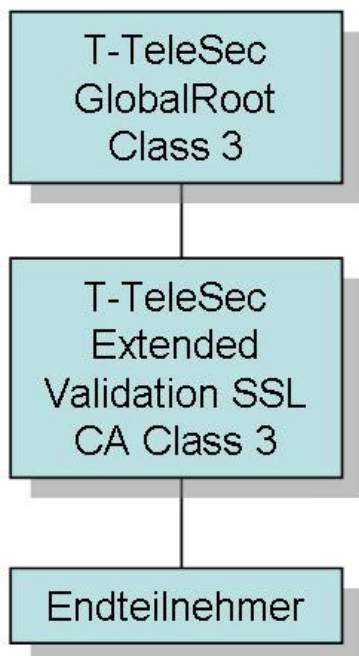 T-TeleSec
GlobalRoot
Class 3
T-TeleSec
Extended
Validation SSL
CA Class 3
Endteilnehmer